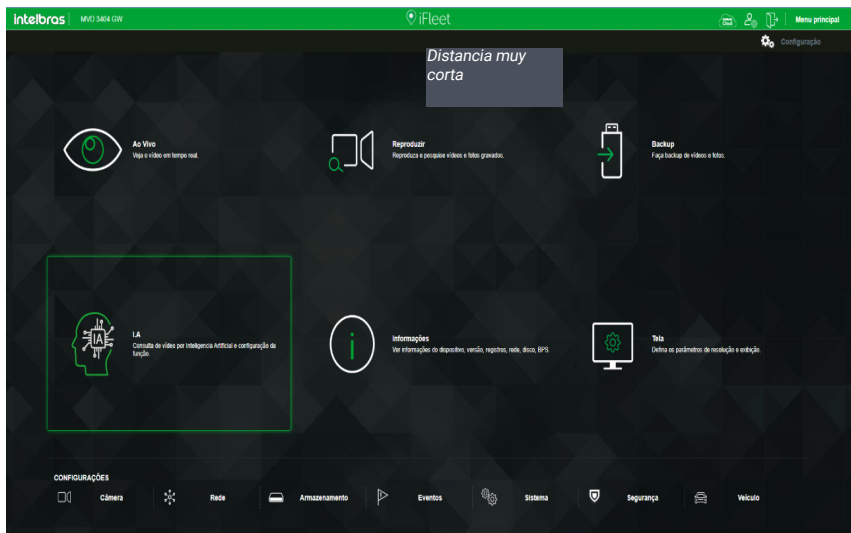 intelbras MVD 3404 GW iFleet Menu principal
Configuração
Distancia muy
corta
Ao Vivo
Veja o vídeo em tempo real.
Reproduzir
Reproduza e pesquise vídeos e fotos gravados.
Backup
Faça backup de vídeos e fotos.
IA
I.A
Consulta de vídeo por Inteligencia Artificial e configuração da
função.
i
Informações
Ver informações do dispositivo, versão, registros, rede, disco, BPS.
Tela
Defina os parâmetros de resolução e exibição.
CONFIGURAÇÕES
Câmera Rede Armazenamento Eventos Sistema Segurança Veículo